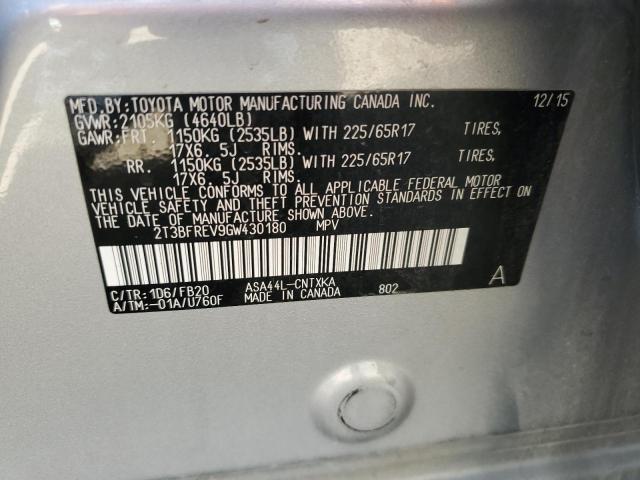 MFD.BY:TOYOTA MOTOR MANUFACTURING CANADA INC. 12/15
GVWR:2105KG (4640LB)
GAWR:FRT. 1150KG (2535LB) WITH 225/65R17 TIRES,
17X6. 5J RIMS.
RR. 1150KG (2535LB) WITH 225/65R17 TIRES,
17X6. 5J RIMS.
THIS VEHICLE CONFORMS TO ALL APPLICABLE FEDERAL MOTOR
VEHICLE SAFETY AND THEFT PREVENTION STANDARDS IN EFFECT ON
THE DATE OF MANUFACTURE SHOWN ABOVE.
2T3BFREV9GW430180 MPV
C/TR:1D6/FB20 ASA44L-CNTXKA
A/TM:-01A/U760F MADE IN CANADA 802 A